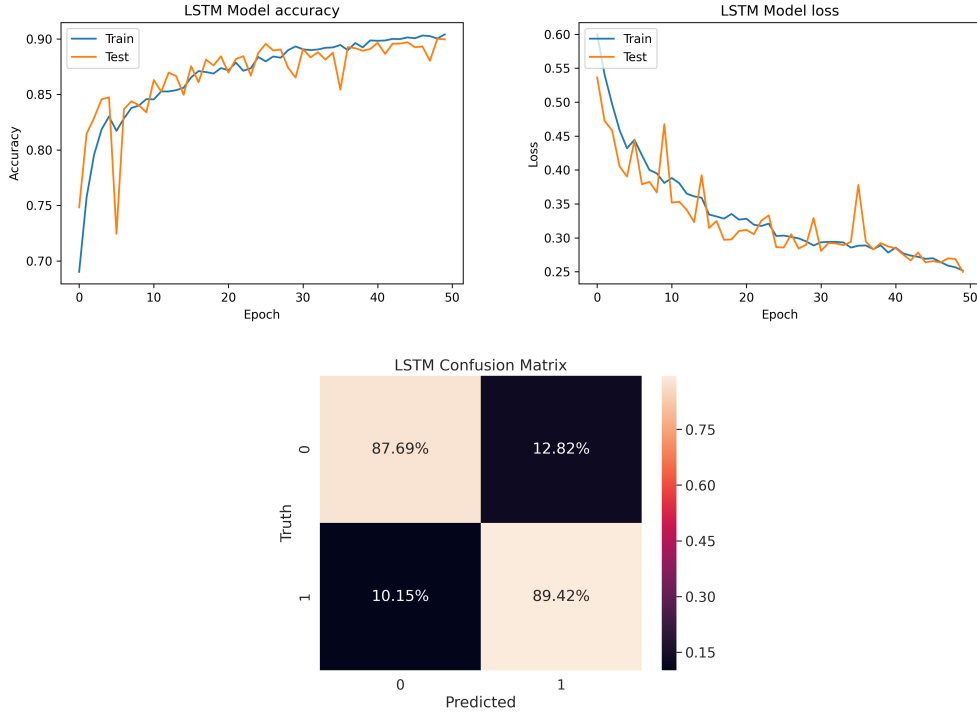 LSTM Model accuracy
0.90
0.85
0.80
0.75
0.70
Accuracy
Train
Test
0 10 20 30 40 50
Epoch
LSTM Model loss
0.60
0.55
0.50
0.45
0.40
0.35
0.30
0.25
Loss
Train
Test
0 10 20 30 40 50
Epoch
LSTM Confusion Matrix
0
1
Truth
87.69% 12.82%
10.15% 89.42%
0 1
Predicted
0.75
0.60
0.45
0.30
0.15